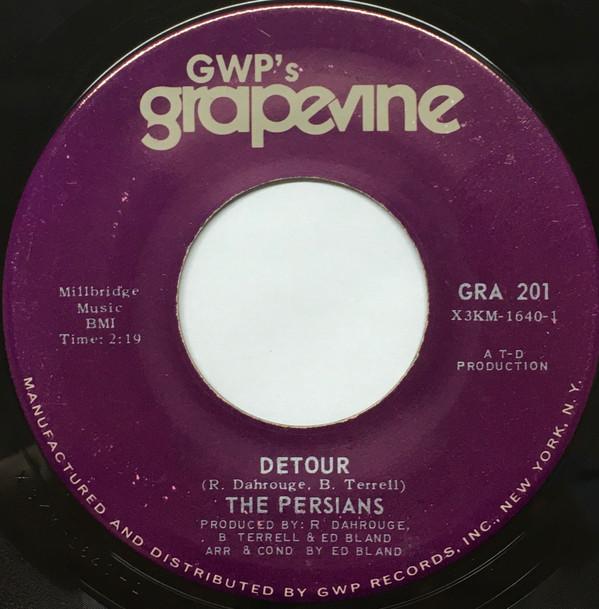 GWP's
grapevine
Millbridge
Music
BMI
Time: 2:19
GRA 201
X3KM-1640-1
A T-D
PRODUCTION
DETOUR
(R. Dahrouge, B. Terrell)
THE PERSIANS
PRODUCED BY: R DAHROUGE,
B TERRELL & ED BLAND
ARR & COND BY ED BLAND
MANUFACTURED AND DISTRIBUTED BY GWP RECORDS, INC., NEW YORK, N.Y.